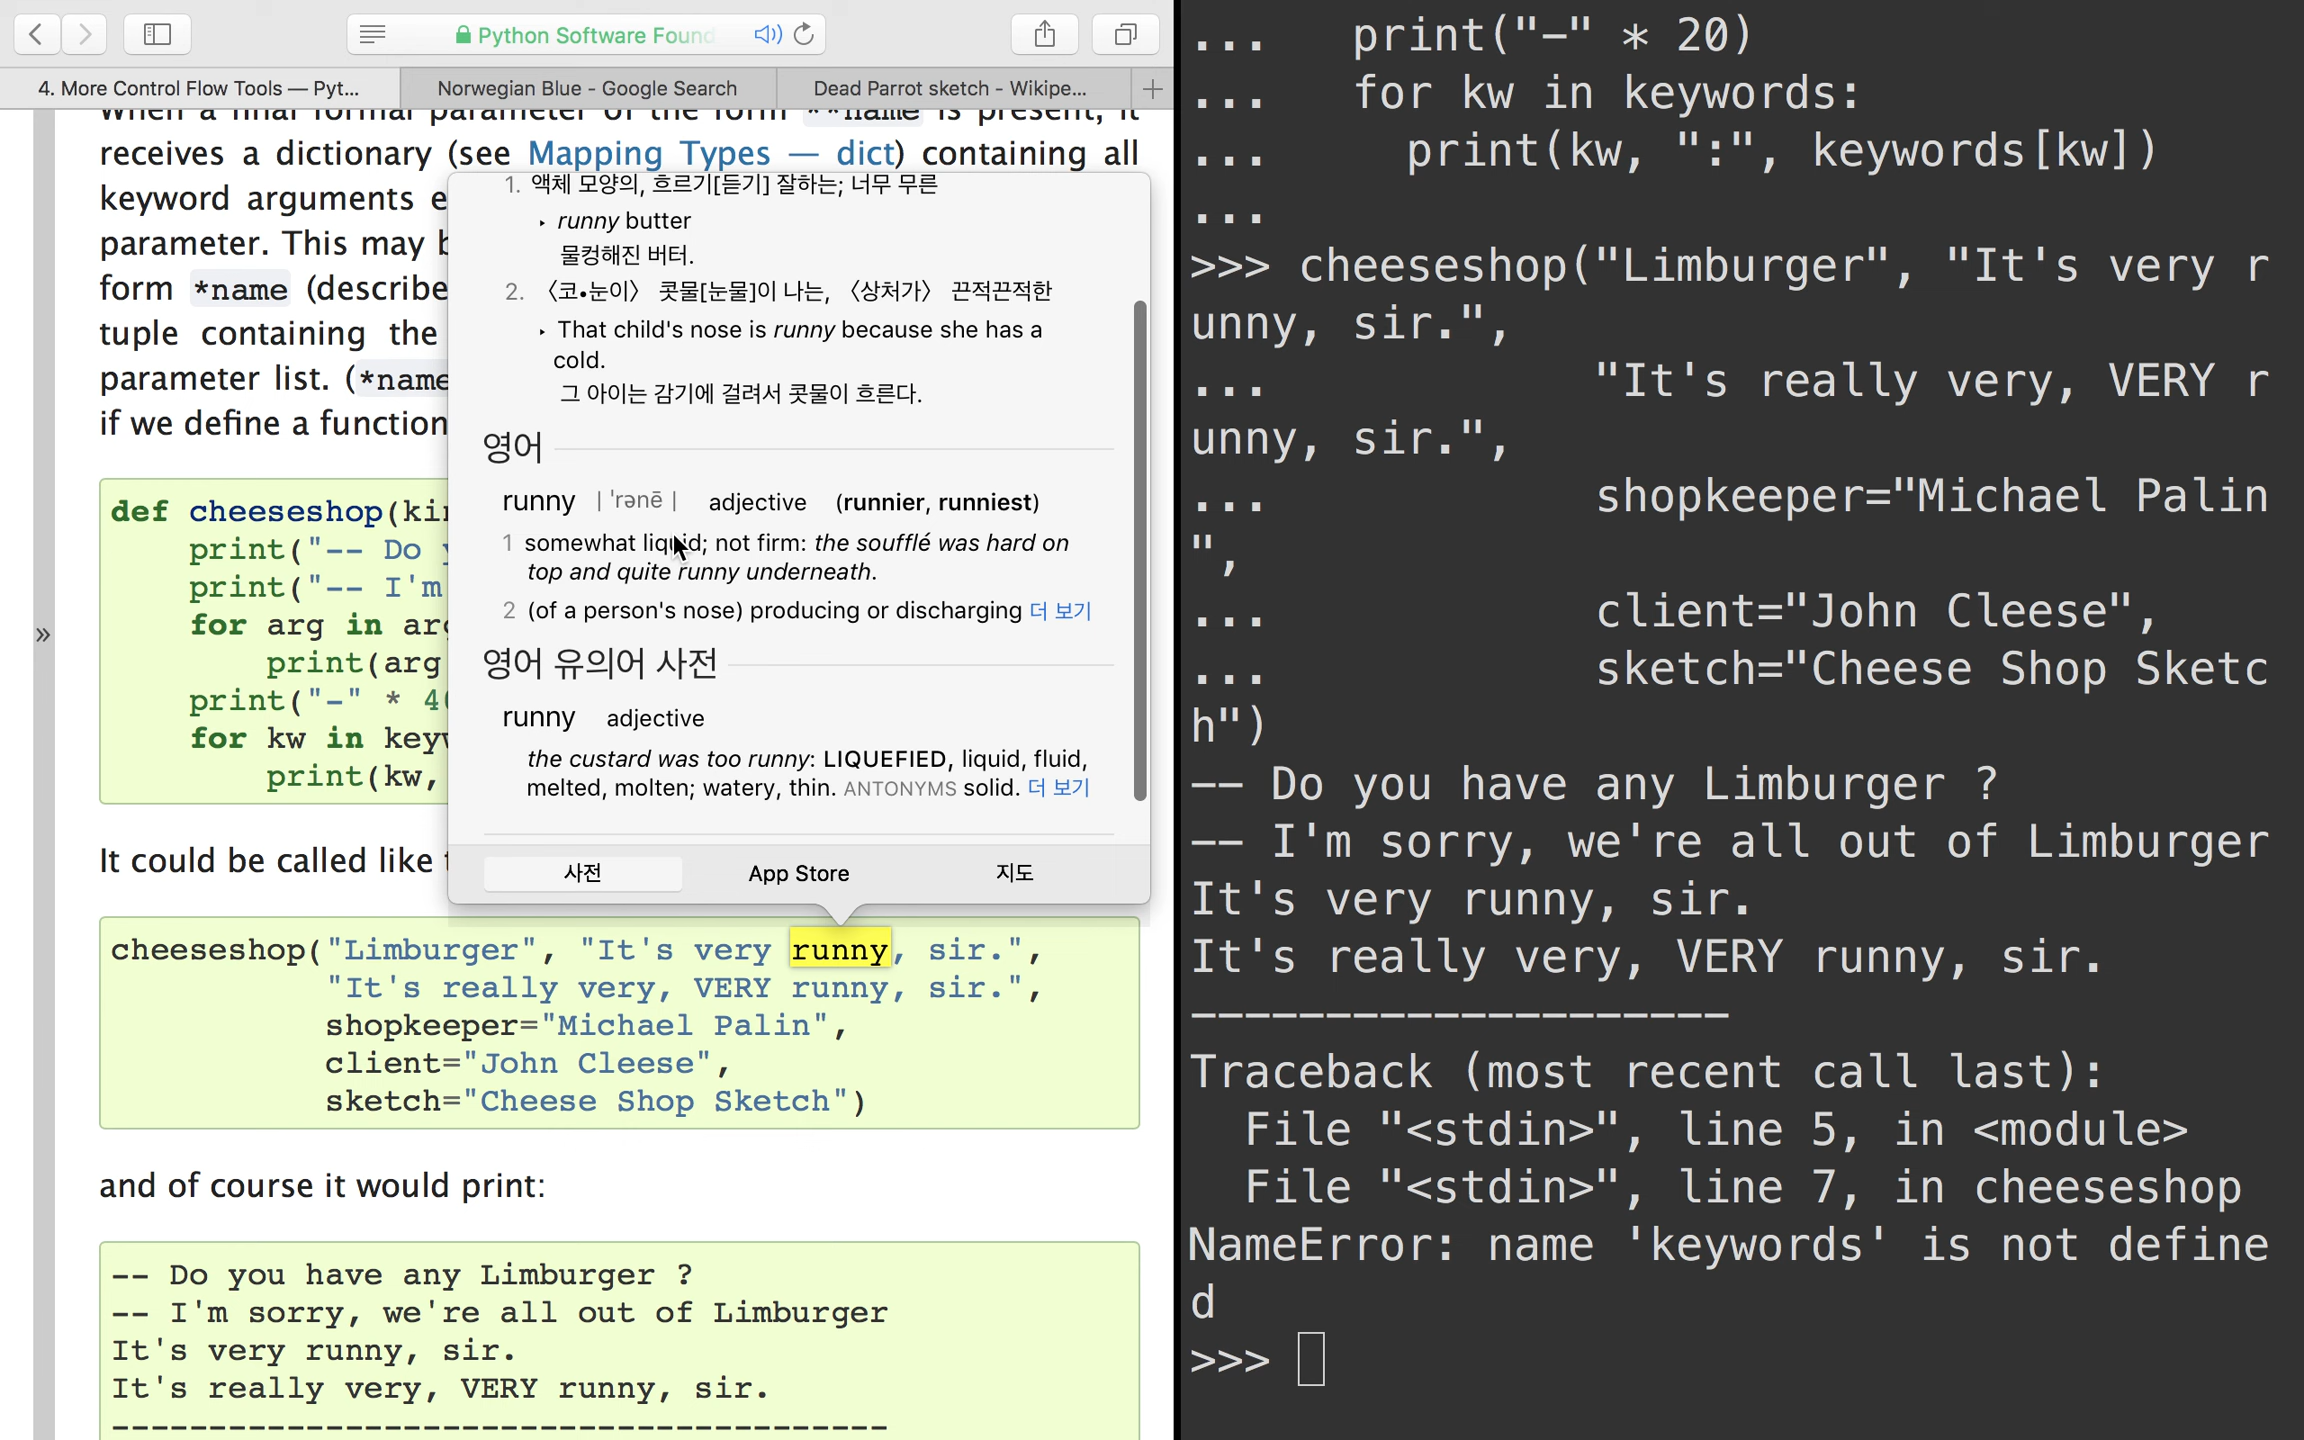 Python Software Found
4. More Control Flow Tools — Pyt...
Norwegian Blue - Google Search
Dead Parrot sketch - Wikipe...
When a final formal parameter of the form **name is present, it
receives a dictionary (see Mapping Types — dict) containing all
keyword arguments e
parameter. This may b
form *name (describe
tuple containing the
parameter list. (*name
if we define a function
def cheeseshop(kin
print("-- Do y
print("-- I'm
for arg in arg
print(arg
print("-" * 40
for kw in keyw
print(kw,
It could be called like t
1. 액체 모양의, 흐르기[듣기] 잘하는; 너무 무른
‣ runny butter
물컹해진 버터.
2. 〈코•눈이〉 콧물[눈물]이 나는, 〈상처가〉 끈적끈적한
‣ That child's nose is runny because she has a
cold.
그 아이는 감기에 걸려서 콧물이 흐른다.
영어
runny | ˈrənē | adjective (runnier, runniest)
1 somewhat liquid; not firm: the soufflé was hard on
top and quite runny underneath.
2 (of a person's nose) producing or discharging 더 보기
영어 유의어 사전
runny adjective
the custard was too runny: LIQUEFIED, liquid, fluid,
melted, molten; watery, thin. ANTONYMS solid. 더 보기
사전 App Store 지도
cheeseshop("Limburger", "It's very runny, sir.",
"It's really very, VERY runny, sir.",
shopkeeper="Michael Palin",
client="John Cleese",
sketch="Cheese Shop Sketch")
and of course it would print:
-- Do you have any Limburger ?
-- I'm sorry, we're all out of Limburger
It's very runny, sir.
It's really very, VERY runny, sir.
----------------------------------------
... print("-" * 20)
... for kw in keywords:
... print(kw, ":", keywords[kw])
...
>>> cheeseshop("Limburger", "It's very r
unny, sir.",
... "It's really very, VERY r
unny, sir.",
... shopkeeper="Michael Palin
",
... client="John Cleese",
... sketch="Cheese Shop Sketc
h")
-- Do you have any Limburger ?
-- I'm sorry, we're all out of Limburger
It's very runny, sir.
It's really very, VERY runny, sir.
--------------------
Traceback (most recent call last):
File "<stdin>", line 5, in <module>
File "<stdin>", line 7, in cheeseshop
NameError: name 'keywords' is not define
d
>>>